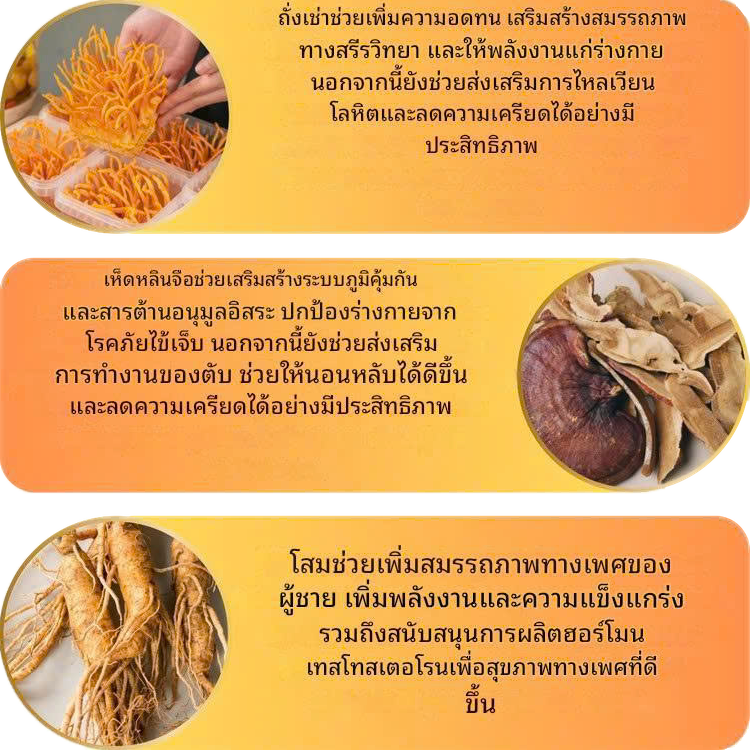 ถั่งเช่าช่วยเพิ่มความอดทน เสริมสร้างสมรรถภาพ
ทางสรีรวิทยา และให้พลังงานแก่ร่างกาย
นอกจากนี้ยังช่วยส่งเสริมการไหลเวียน
โลหิตและลดความเครียดได้อย่างมี
ประสิทธิภาพ
เห็ดหลินจือช่วยเสริมสร้างระบบภูมิคุ้มกัน
และสารต้านอนุมูลอิสระ ปกป้องร่างกายจาก
โรคภัยไข้เจ็บ นอกจากนี้ยังช่วยส่งเสริม
การทำงานของตับ ช่วยให้นอนหลับได้ดีขึ้น
และลดความเครียดได้อย่างมีประสิทธิภาพ
โสมช่วยเพิ่มสมรรถภาพทางเพศของ
ผู้ชาย เพิ่มพลังงานและความแข็งแกร่ง
รวมถึงสนับสนุนการผลิตฮอร์โมน
เทสโทสเตอโรนเพื่อสุขภาพทางเพศที่ดี
ขึ้น